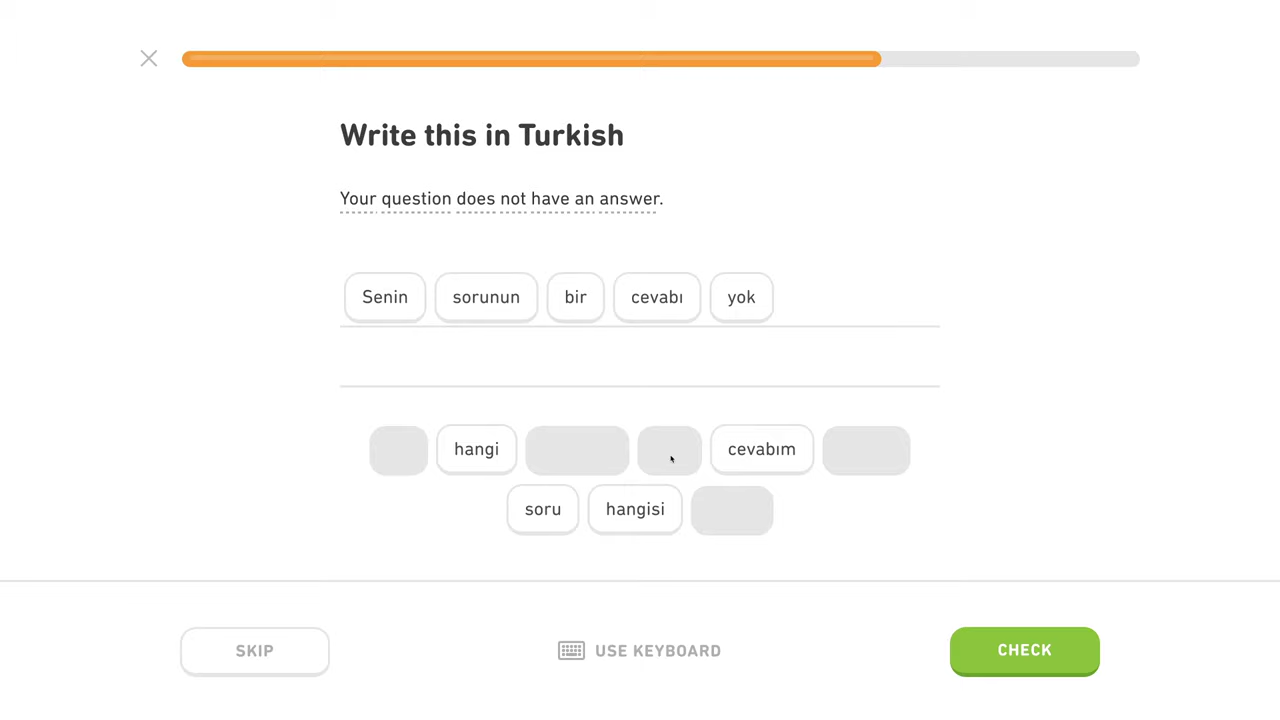 Write this in Turkish
Your question does not have an answer.
Senin sorunun bir cevabı yok
hangi cevabım
soru hangisi
SKIP USE KEYBOARD CHECK